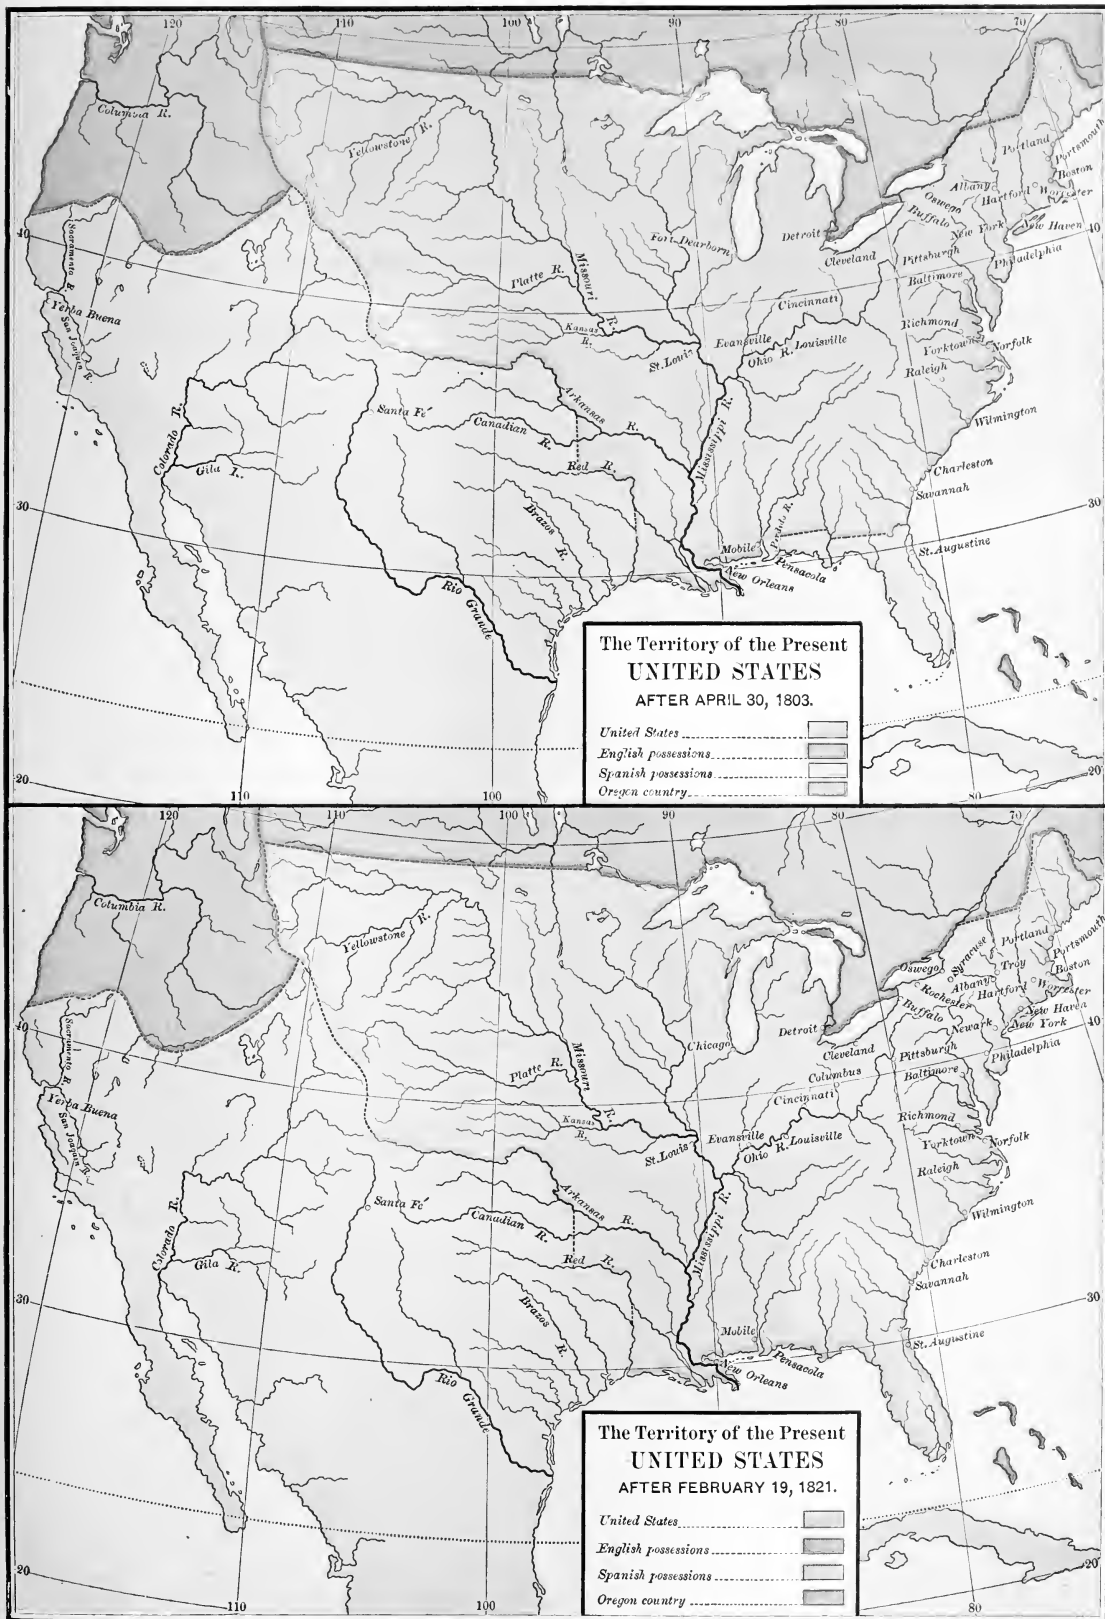 120
110
100
90
80
70
Columbia R.
Yellowstone R.
Portland
Portsmouth
Boston
Albany
Hartford
Worcester
Oswego
Buffalo
New York
New Haven
40
40
Detroit
Fort Dearborn
Cleveland
Pittsburgh
Philadelphia
Baltimore
Sacramento R.
Platte R.
Missouri R.
Cincinnati
Yerba Buena
San Joaquin R.
Kansas R.
St. Louis
Evansville
Ohio R.
Louisville
Richmond
Yorktown
Norfolk
Raleigh
Santa Fé
Arkansas R.
Canadian R.
Mississippi R.
Wilmington
Colorado R.
Gila R.
Red R.
Charleston
Savannah
30
30
Brazos R.
Perdido R.
Mobile
Pensacola
St. Augustine
New Orleans
Rio Grande
The Territory of the Present
UNITED STATES
AFTER APRIL 30, 1803.
United States
English possessions
Spanish possessions
Oregon country
20
20
110
100
80
120
110
100
90
80
70
Columbia R.
Yellowstone R.
Portland
Portsmouth
Syracuse
Oswego
Troy
Boston
Albany
Rochester
Hartford
Worcester
Buffalo
New Haven
Newark
New York
40
40
Detroit
Chicago
Cleveland
Pittsburgh
Philadelphia
Sacramento R.
Platte R.
Missouri R.
Columbus
Baltimore
Cincinnati
Yerba Buena
San Joaquin R.
Kansas R.
St. Louis
Evansville
Ohio R.
Louisville
Richmond
Yorktown
Norfolk
Raleigh
Santa Fé
Arkansas R.
Canadian R.
Mississippi R.
Wilmington
Colorado R.
Gila R.
Red R.
Charleston
Savannah
30
30
Brazos R.
Mobile
Pensacola
St. Augustine
New Orleans
Rio Grande
The Territory of the Present
UNITED STATES
AFTER FEBRUARY 19, 1821.
United States
English possessions
Spanish possessions
Oregon country
20
20
110
100
80